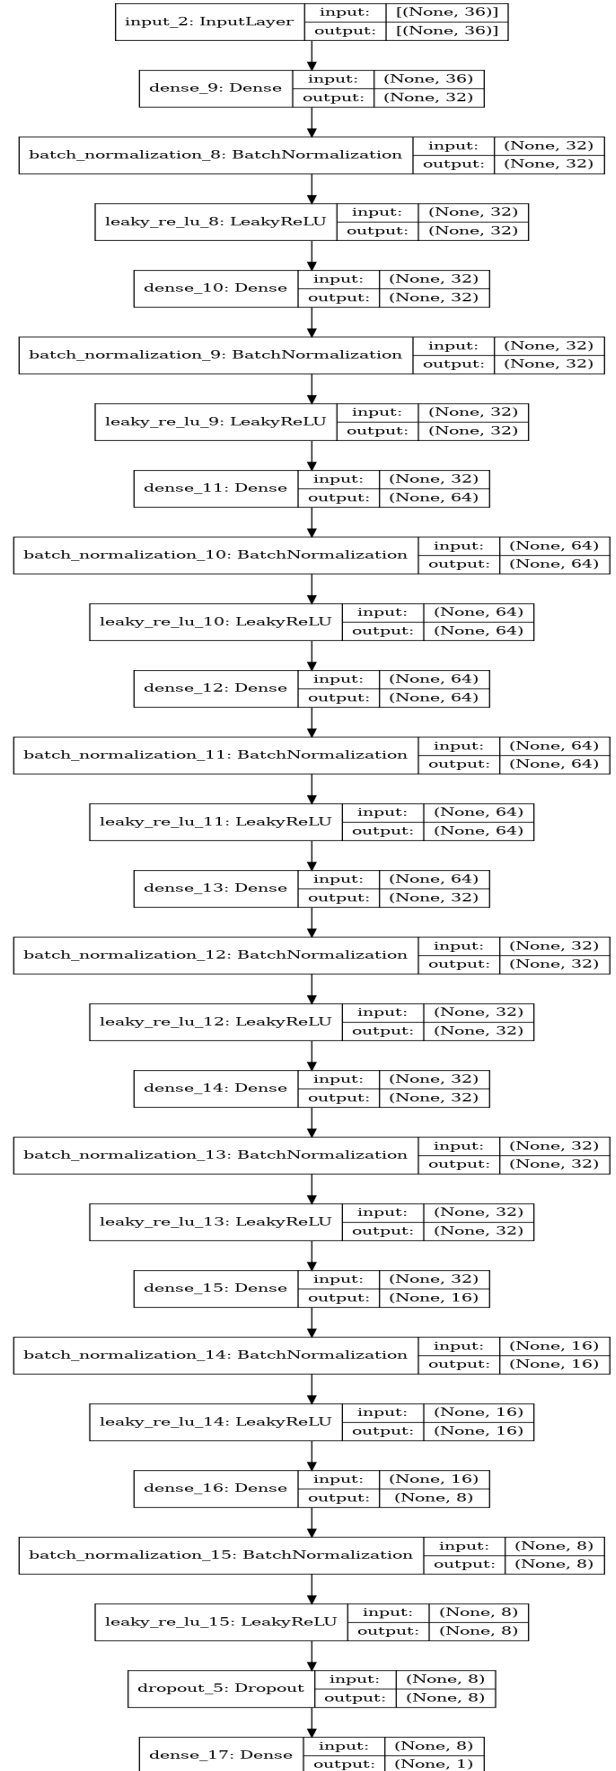 input_2: InputLayer input: [(None, 36)]
output: [(None, 36)]
dense_9: Dense input: (None, 36)
output: (None, 32)
batch_normalization_8: BatchNormalization input: (None, 32)
output: (None, 32)
leaky_re_lu_8: LeakyReLU input: (None, 32)
output: (None, 32)
dense_10: Dense input: (None, 32)
output: (None, 32)
batch_normalization_9: BatchNormalization input: (None, 32)
output: (None, 32)
leaky_re_lu_9: LeakyReLU input: (None, 32)
output: (None, 32)
dense_11: Dense input: (None, 32)
output: (None, 64)
batch_normalization_10: BatchNormalization input: (None, 64)
output: (None, 64)
leaky_re_lu_10: LeakyReLU input: (None, 64)
output: (None, 64)
dense_12: Dense input: (None, 64)
output: (None, 64)
batch_normalization_11: BatchNormalization input: (None, 64)
output: (None, 64)
leaky_re_lu_11: LeakyReLU input: (None, 64)
output: (None, 64)
dense_13: Dense input: (None, 64)
output: (None, 32)
batch_normalization_12: BatchNormalization input: (None, 32)
output: (None, 32)
leaky_re_lu_12: LeakyReLU input: (None, 32)
output: (None, 32)
dense_14: Dense input: (None, 32)
output: (None, 32)
batch_normalization_13: BatchNormalization input: (None, 32)
output: (None, 32)
leaky_re_lu_13: LeakyReLU input: (None, 32)
output: (None, 32)
dense_15: Dense input: (None, 32)
output: (None, 16)
batch_normalization_14: BatchNormalization input: (None, 16)
output: (None, 16)
leaky_re_lu_14: LeakyReLU input: (None, 16)
output: (None, 16)
dense_16: Dense input: (None, 16)
output: (None, 8)
batch_normalization_15: BatchNormalization input: (None, 8)
output: (None, 8)
leaky_re_lu_15: LeakyReLU input: (None, 8)
output: (None, 8)
dropout_5: Dropout input: (None, 8)
output: (None, 8)
dense_17: Dense input: (None, 8)
output: (None, 1)